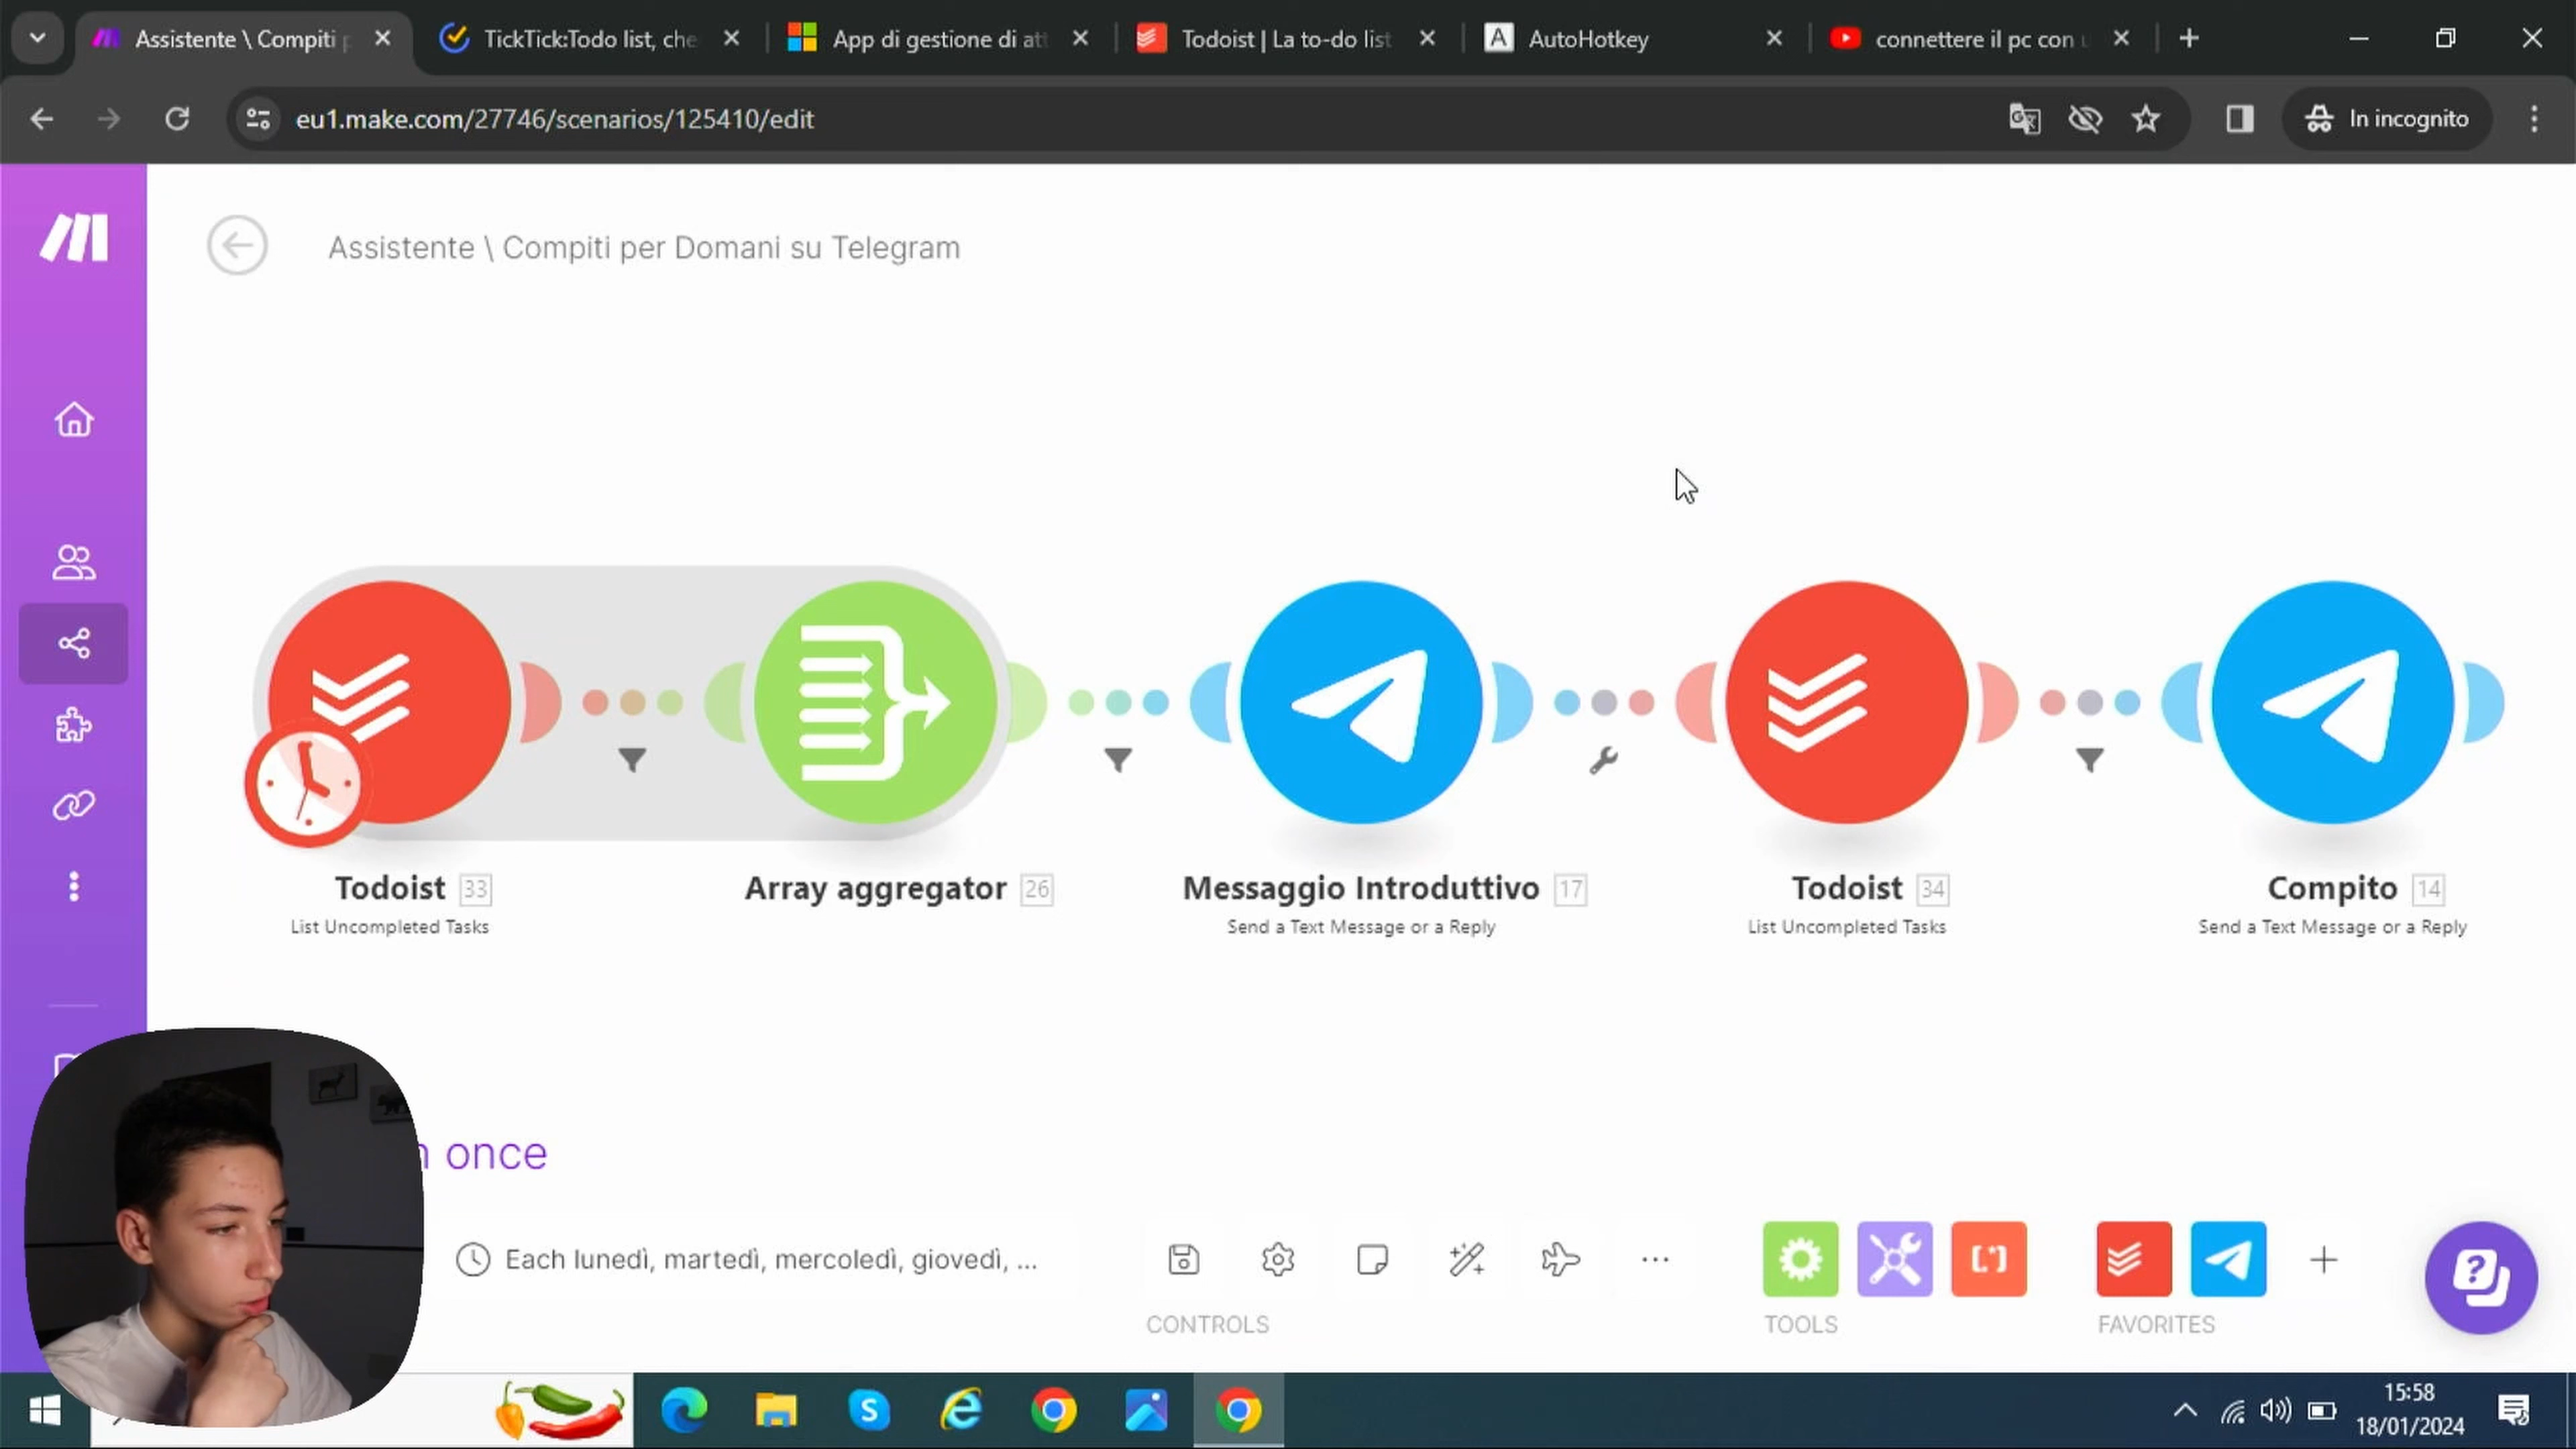 Assistente \ Compiti p
TickTick:Todo list, che
App di gestione di att
Todoist | La to-do list
AutoHotkey
connettere il pc con u
eu1.make.com/27746/scenarios/125410/edit
In incognito
Assistente \ Compiti per Domani su Telegram
Todoist 33
List Uncompleted Tasks
Array aggregator 26
Messaggio Introduttivo 17
Send a Text Message or a Reply
Todoist 34
List Uncompleted Tasks
Compito 14
Send a Text Message or a Reply
once
Each lunedì, martedì, mercoledì, giovedì, ...
CONTROLS
TOOLS
FAVORITES
15:58
18/01/2024